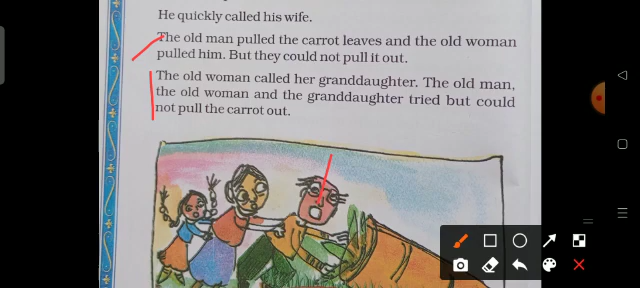 He quickly called his wife.
The old man pulled the carrot leaves and the old woman
pulled him. But they could not pull it out.
The old woman called her granddaughter. The old man,
the old woman and the granddaughter tried but could
not pull the carrot out.